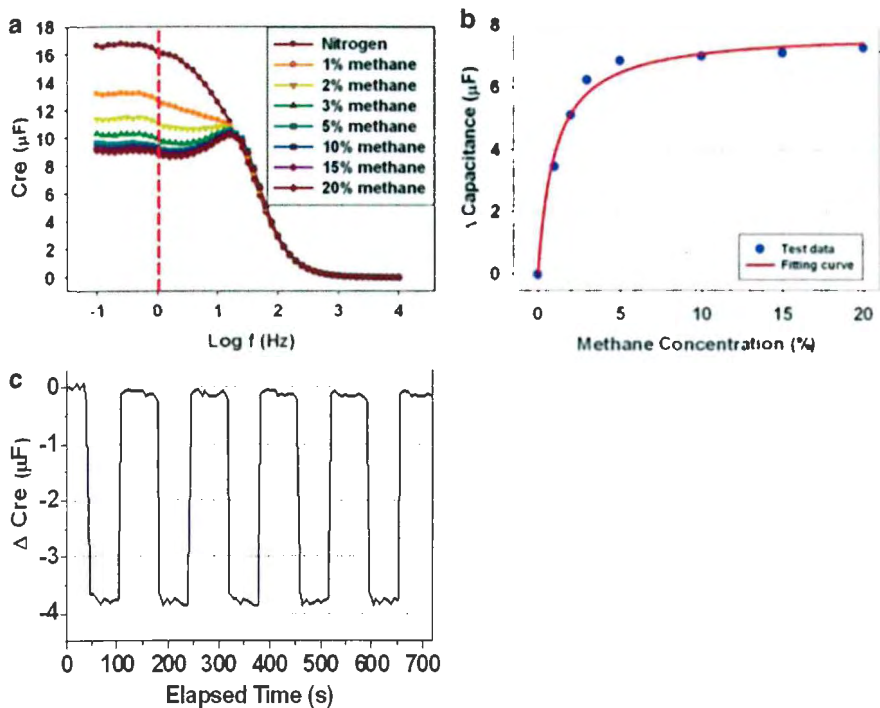 a
Cre (μF)
18
16
14
12
10
8
6
4
2
0
-1 0 1 2 3 4
Log f (Hz)
Nitrogen
1% methane
2% methane
3% methane
5% methane
10% methane
15% methane
20% methane
b
Capacitance (μF)
8
6
4
2
0
0 5 10 15 20
Methane Concentration (%)
Test data
Fitting curve
c
Δ Cre (μF)
0
-1
-2
-3
-4
0 100 200 300 400 500 600 700
Elapsed Time (s)